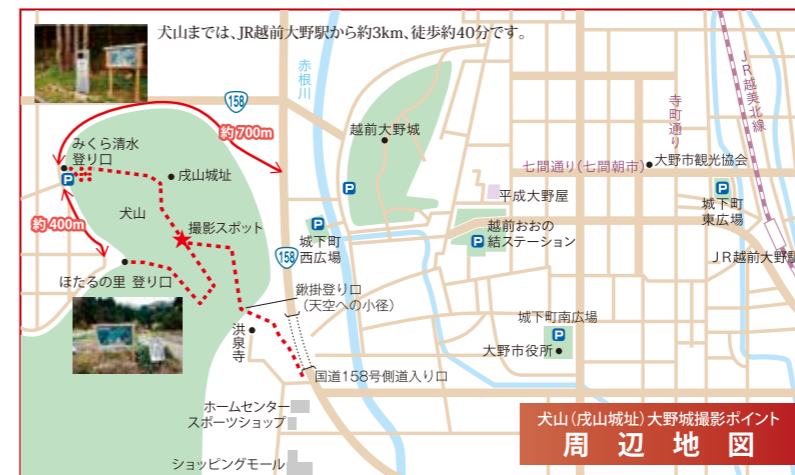 犬山までは、JR越前大野駅から約3km、徒歩約40分です。
158
赤根川
約700m
みくら清水
登り口
P
戌山城址
犬山
約400m
撮影スポット
ほたるの里 登り口
越前大野城
P
P
城下町
西広場
158
鍬掛登り口
(天空への小径)
洪泉寺
国道158号側道入り口
ホームセンター
スポーツショップ
ショッピングモール
JR越美北線
寺町通り
七間通り(七間朝市)
大野市観光協会
平成大野屋
越前おおの
結ステーション
P
P
城下町
東広場
JR越前大野駅
城下町南広場
P
大野市役所
犬山(戌山城址)大野城撮影ポイント
周辺地図